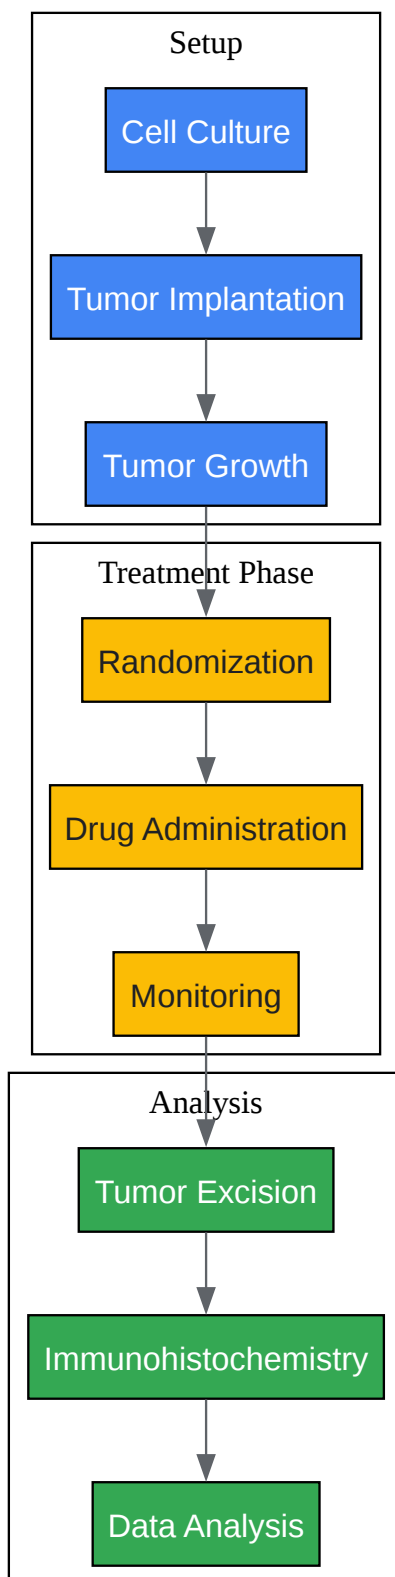 Setup
Cell Culture
Tumor Implantation
Tumor Growth
Treatment Phase
Randomization
Drug Administration
Monitoring
Analysis
Tumor Excision
Immunohistochemistry
Data Analysis